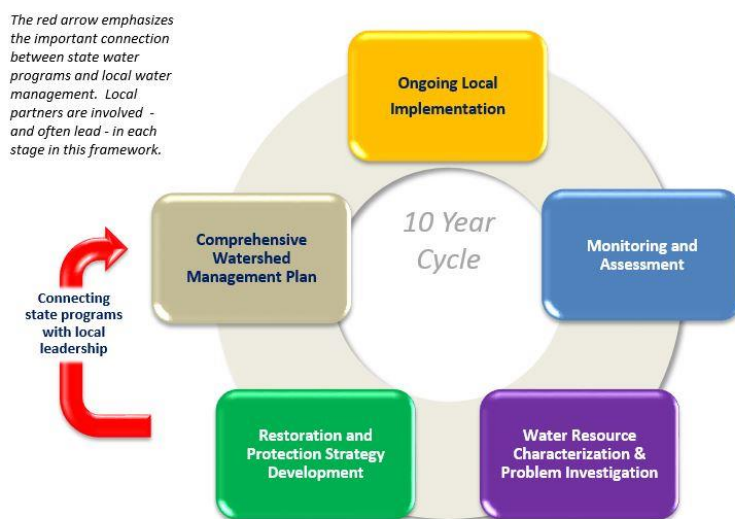 The red arrow emphasizes
the important connection
between state water
programs and local water
management.  Local
partners are involved  -
and often lead - in each
stage in this framework.
Ongoing Local
Implementation
10 Year
Cycle
Comprehensive
Watershed
Management Plan
Monitoring and
Assessment
Connecting
state programs
with local
leadership
Restoration and
Protection Strategy
Development
Water Resource
Characterization &
Problem Investigation